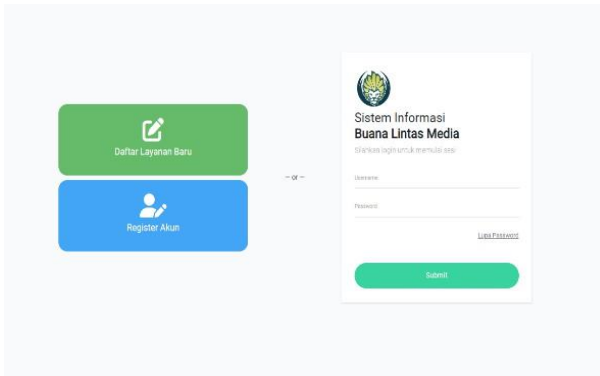 Daftar Layanan Baru
Register Akun
-- or --
Sistem Informasi
Buana Lintas Media
Silahkan login untuk memulai sesi
Username
Password
Lupa Password
Submit